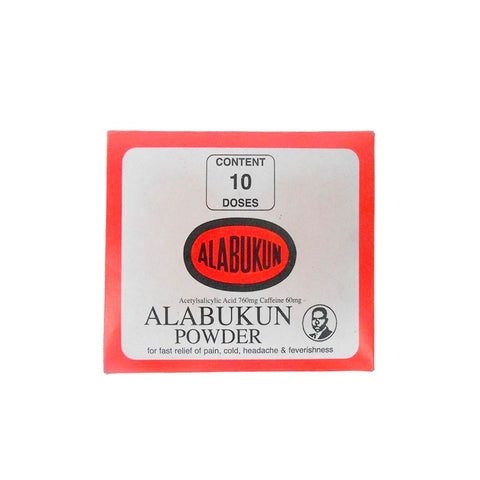 CONTENT
10
DOSES
ALABUKUN
Acetylsalicylic Acid 760mg Caffeine 60mg
ALABUKUN
POWDER
for fast relief of pain, cold, headache & feverishness